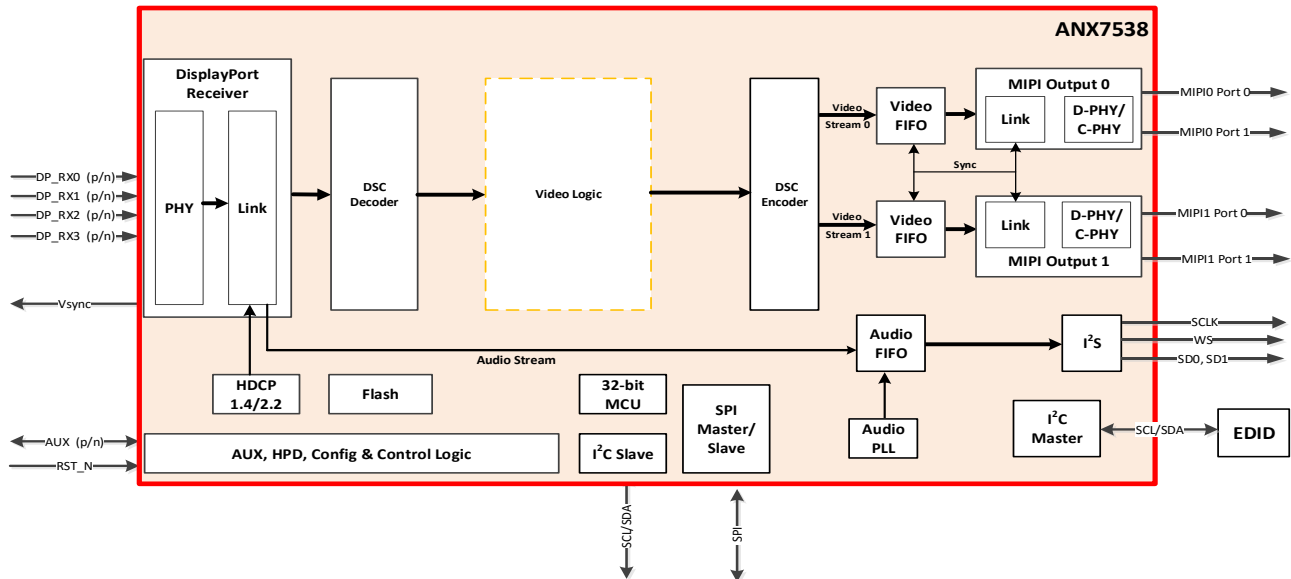 ANX7538
DisplayPort
Receiver
PHY
Link
DP_RX0 (p/n)
DP_RX1 (p/n)
DP_RX2 (p/n)
DP_RX3 (p/n)
Vsync
DSC
Decoder
Video Logic
DSC
Encoder
Video
Stream 0
Video
FIFO
MIPI Output 0
Link
D-PHY/
C-PHY
MIPI0 Port 0
MIPI0 Port 1
Sync
Video
Stream 1
Video
FIFO
Link
D-PHY/
C-PHY
MIPI Output 1
MIPI1 Port 0
MIPI1 Port 1
Audio Stream
Audio
FIFO
I²S
SCLK
WS
SD0, SD1
HDCP
1.4/2.2
Flash
32-bit
MCU
SPI
Master/
Slave
Audio
PLL
I²C
Master
SCL/SDA
EDID
AUX (p/n)
RST_N
AUX, HPD, Config & Control Logic
I²C Slave
SCL/SDA
SPI